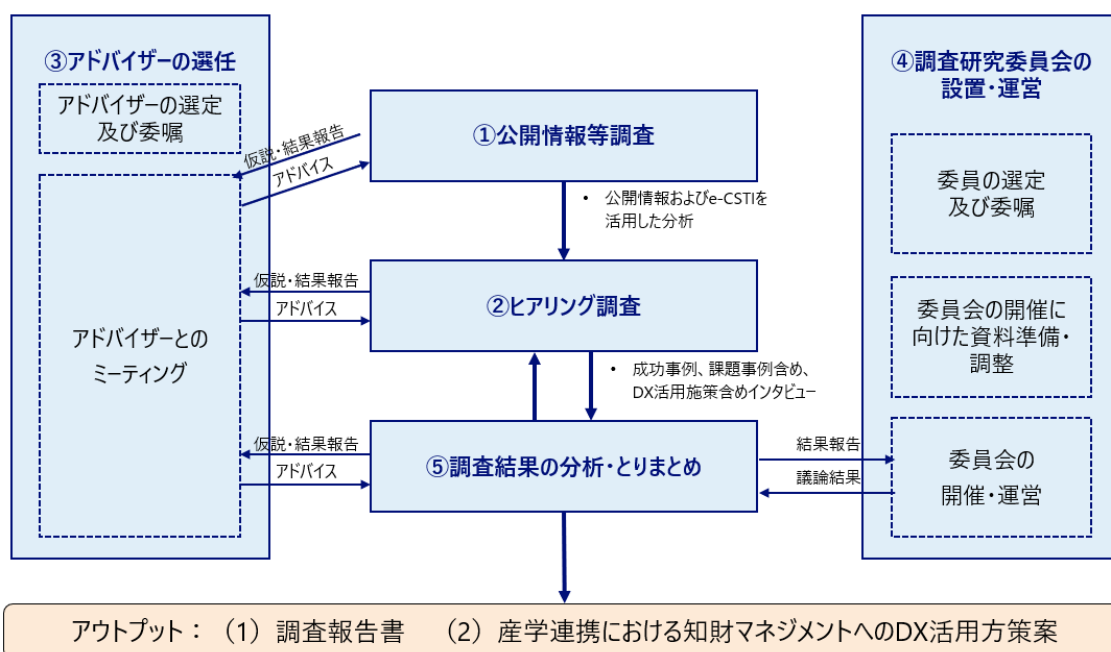 ③アドバイザーの選任
アドバイザーの選定
及び委嘱
アドバイザーとの
ミーティング
仮説・結果報告
アドバイス
①公開情報等調査
• 公開情報およびe-CSTIを
活用した分析
仮説・結果報告
アドバイス
②ヒアリング調査
• 成功事例、課題事例含め、
DX活用施策含めインタビュー
仮説・結果報告
アドバイス
⑤調査結果の分析・とりまとめ
結果報告
議論結果
④調査研究委員会の
設置・運営
委員の選定
及び委嘱
委員会の開催に
向けた資料準備・
調整
委員会の
開催・運営
アウトプット： （1）調査報告書 （2）産学連携における知財マネジメントへのDX活用方策案